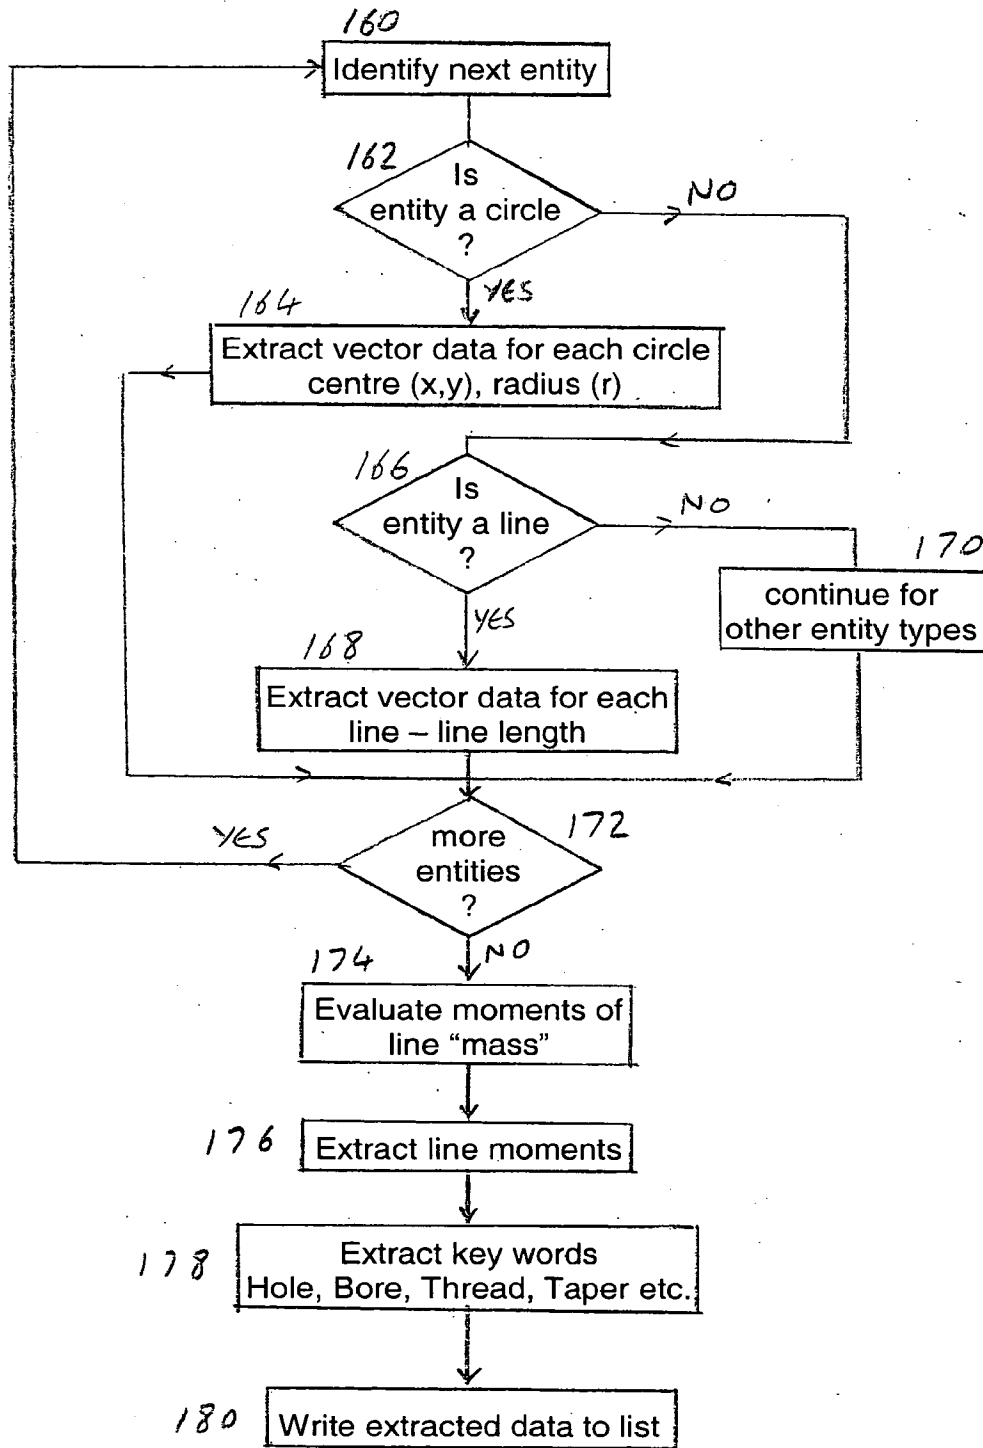 160
Identify next entity
162
Is
entity a circle
?
NO
YES
164
Extract vector data for each circle
centre (x,y), radius (r)
166
Is
entity a line
?
NO
170
continue for
other entity types
YES
168
Extract vector data for each
line – line length
YES
more
entities
?
172
NO
174
Evaluate moments of
line “mass”
176
Extract line moments
178
Extract key words
Hole, Bore, Thread, Taper etc.
180
Write extracted data to list